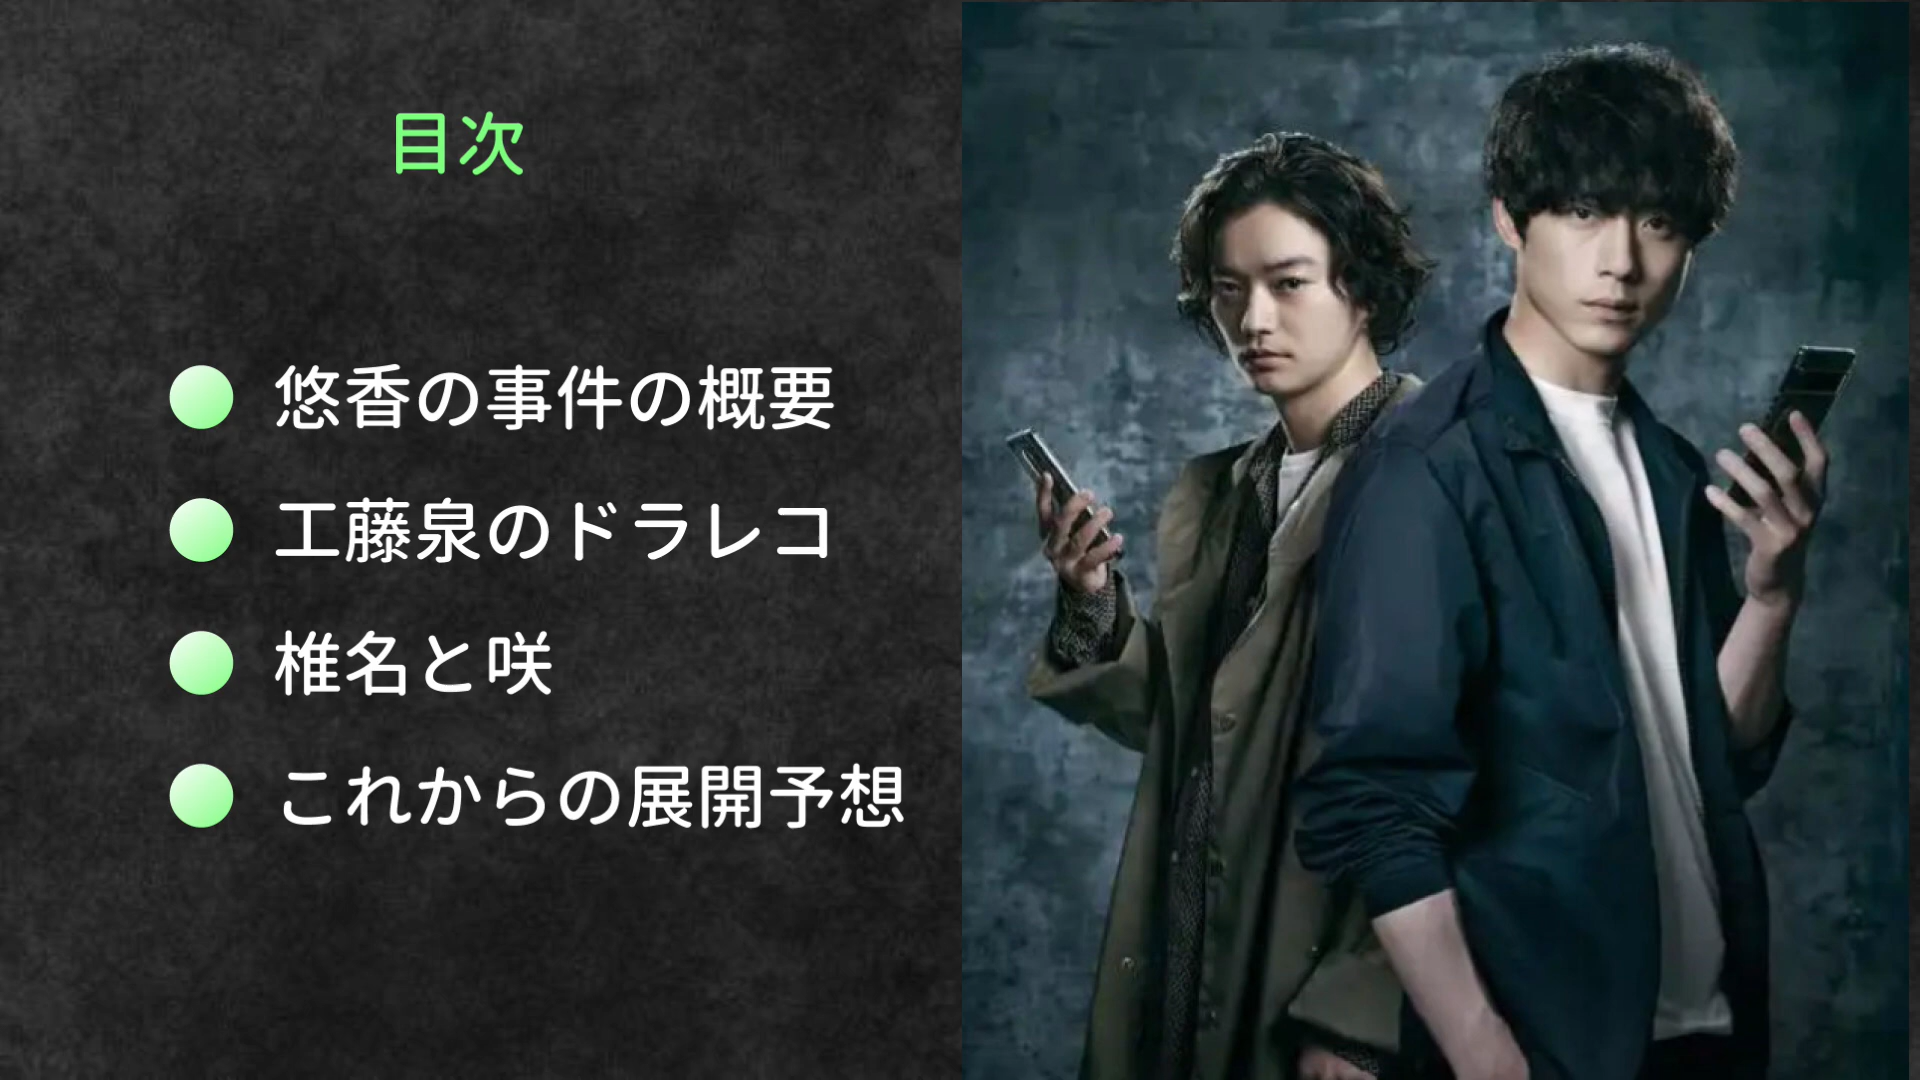 目次
悠香の事件の概要
工藤泉のドラレコ
椎名と咲
これからの展開予想